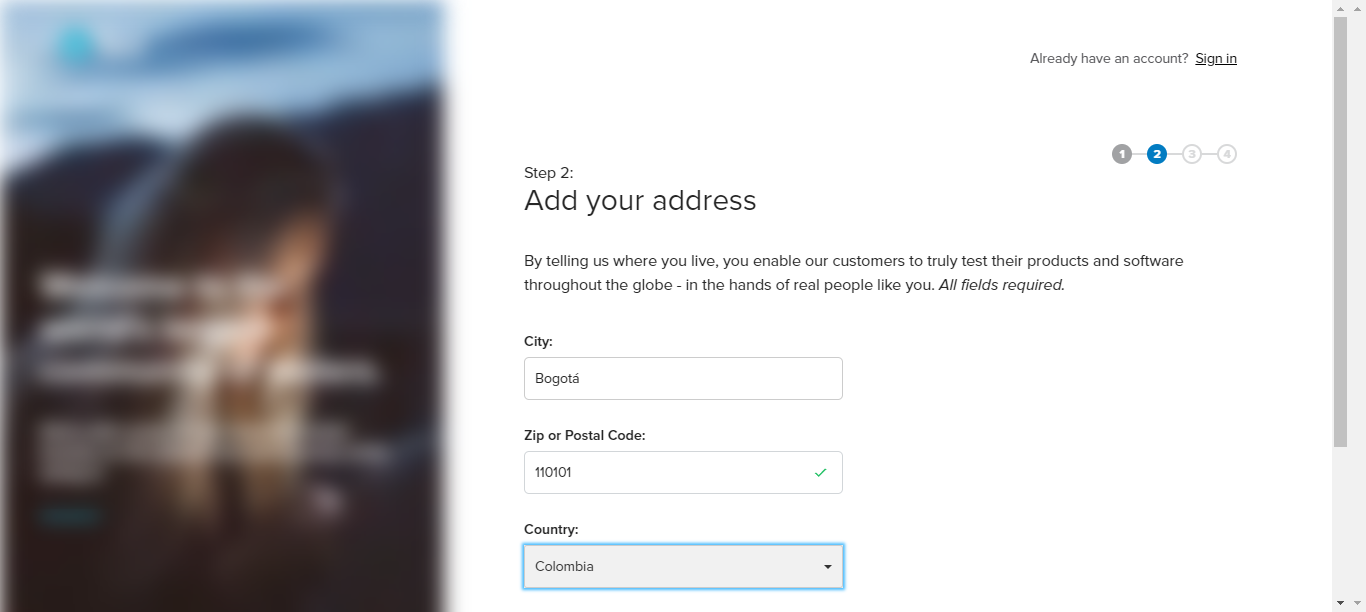 Already have an account? Sign in
1 2 3 4
Step 2:
Add your address
By telling us where you live, you enable our customers to truly test their products and software
throughout the globe - in the hands of real people like you. All fields required.
City:
Bogotá
Zip or Postal Code:
110101
Country:
Colombia